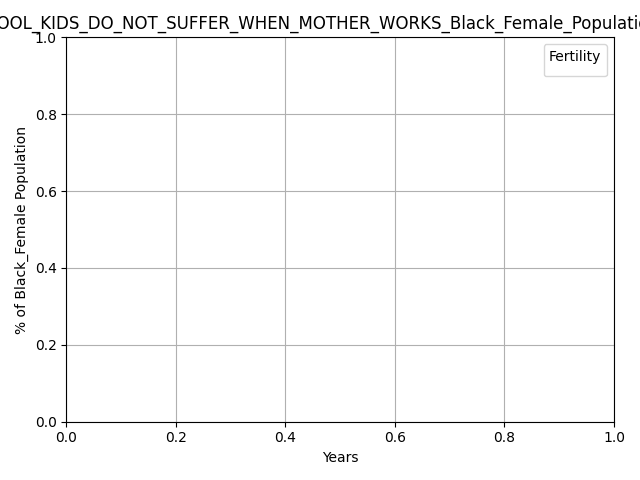 OOL_KIDS_DO_NOT_SUFFER_WHEN_MOTHER_WORKS_Black_Female_Populati
Fertility
1.0
0.8
0.6
0.4
0.2
0.0
% of Black_Female Population
0.0 0.2 0.4 0.6 0.8 1.0
Years